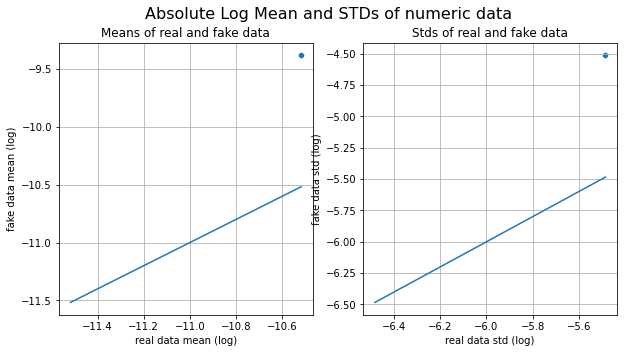 Absolute Log Mean and STDs of numeric data
Means of real and fake data
−9.5
−10.0
−10.5
−11.0
−11.5
fake data mean (log)
−11.4 −11.2 −11.0 −10.8 −10.6
real data mean (log)
Stds of real and fake data
−4.50
−4.75
−5.00
−5.25
−5.50
−5.75
−6.00
−6.25
−6.50
fake data std (log)
−6.4 −6.2 −6.0 −5.8 −5.6
real data std (log)